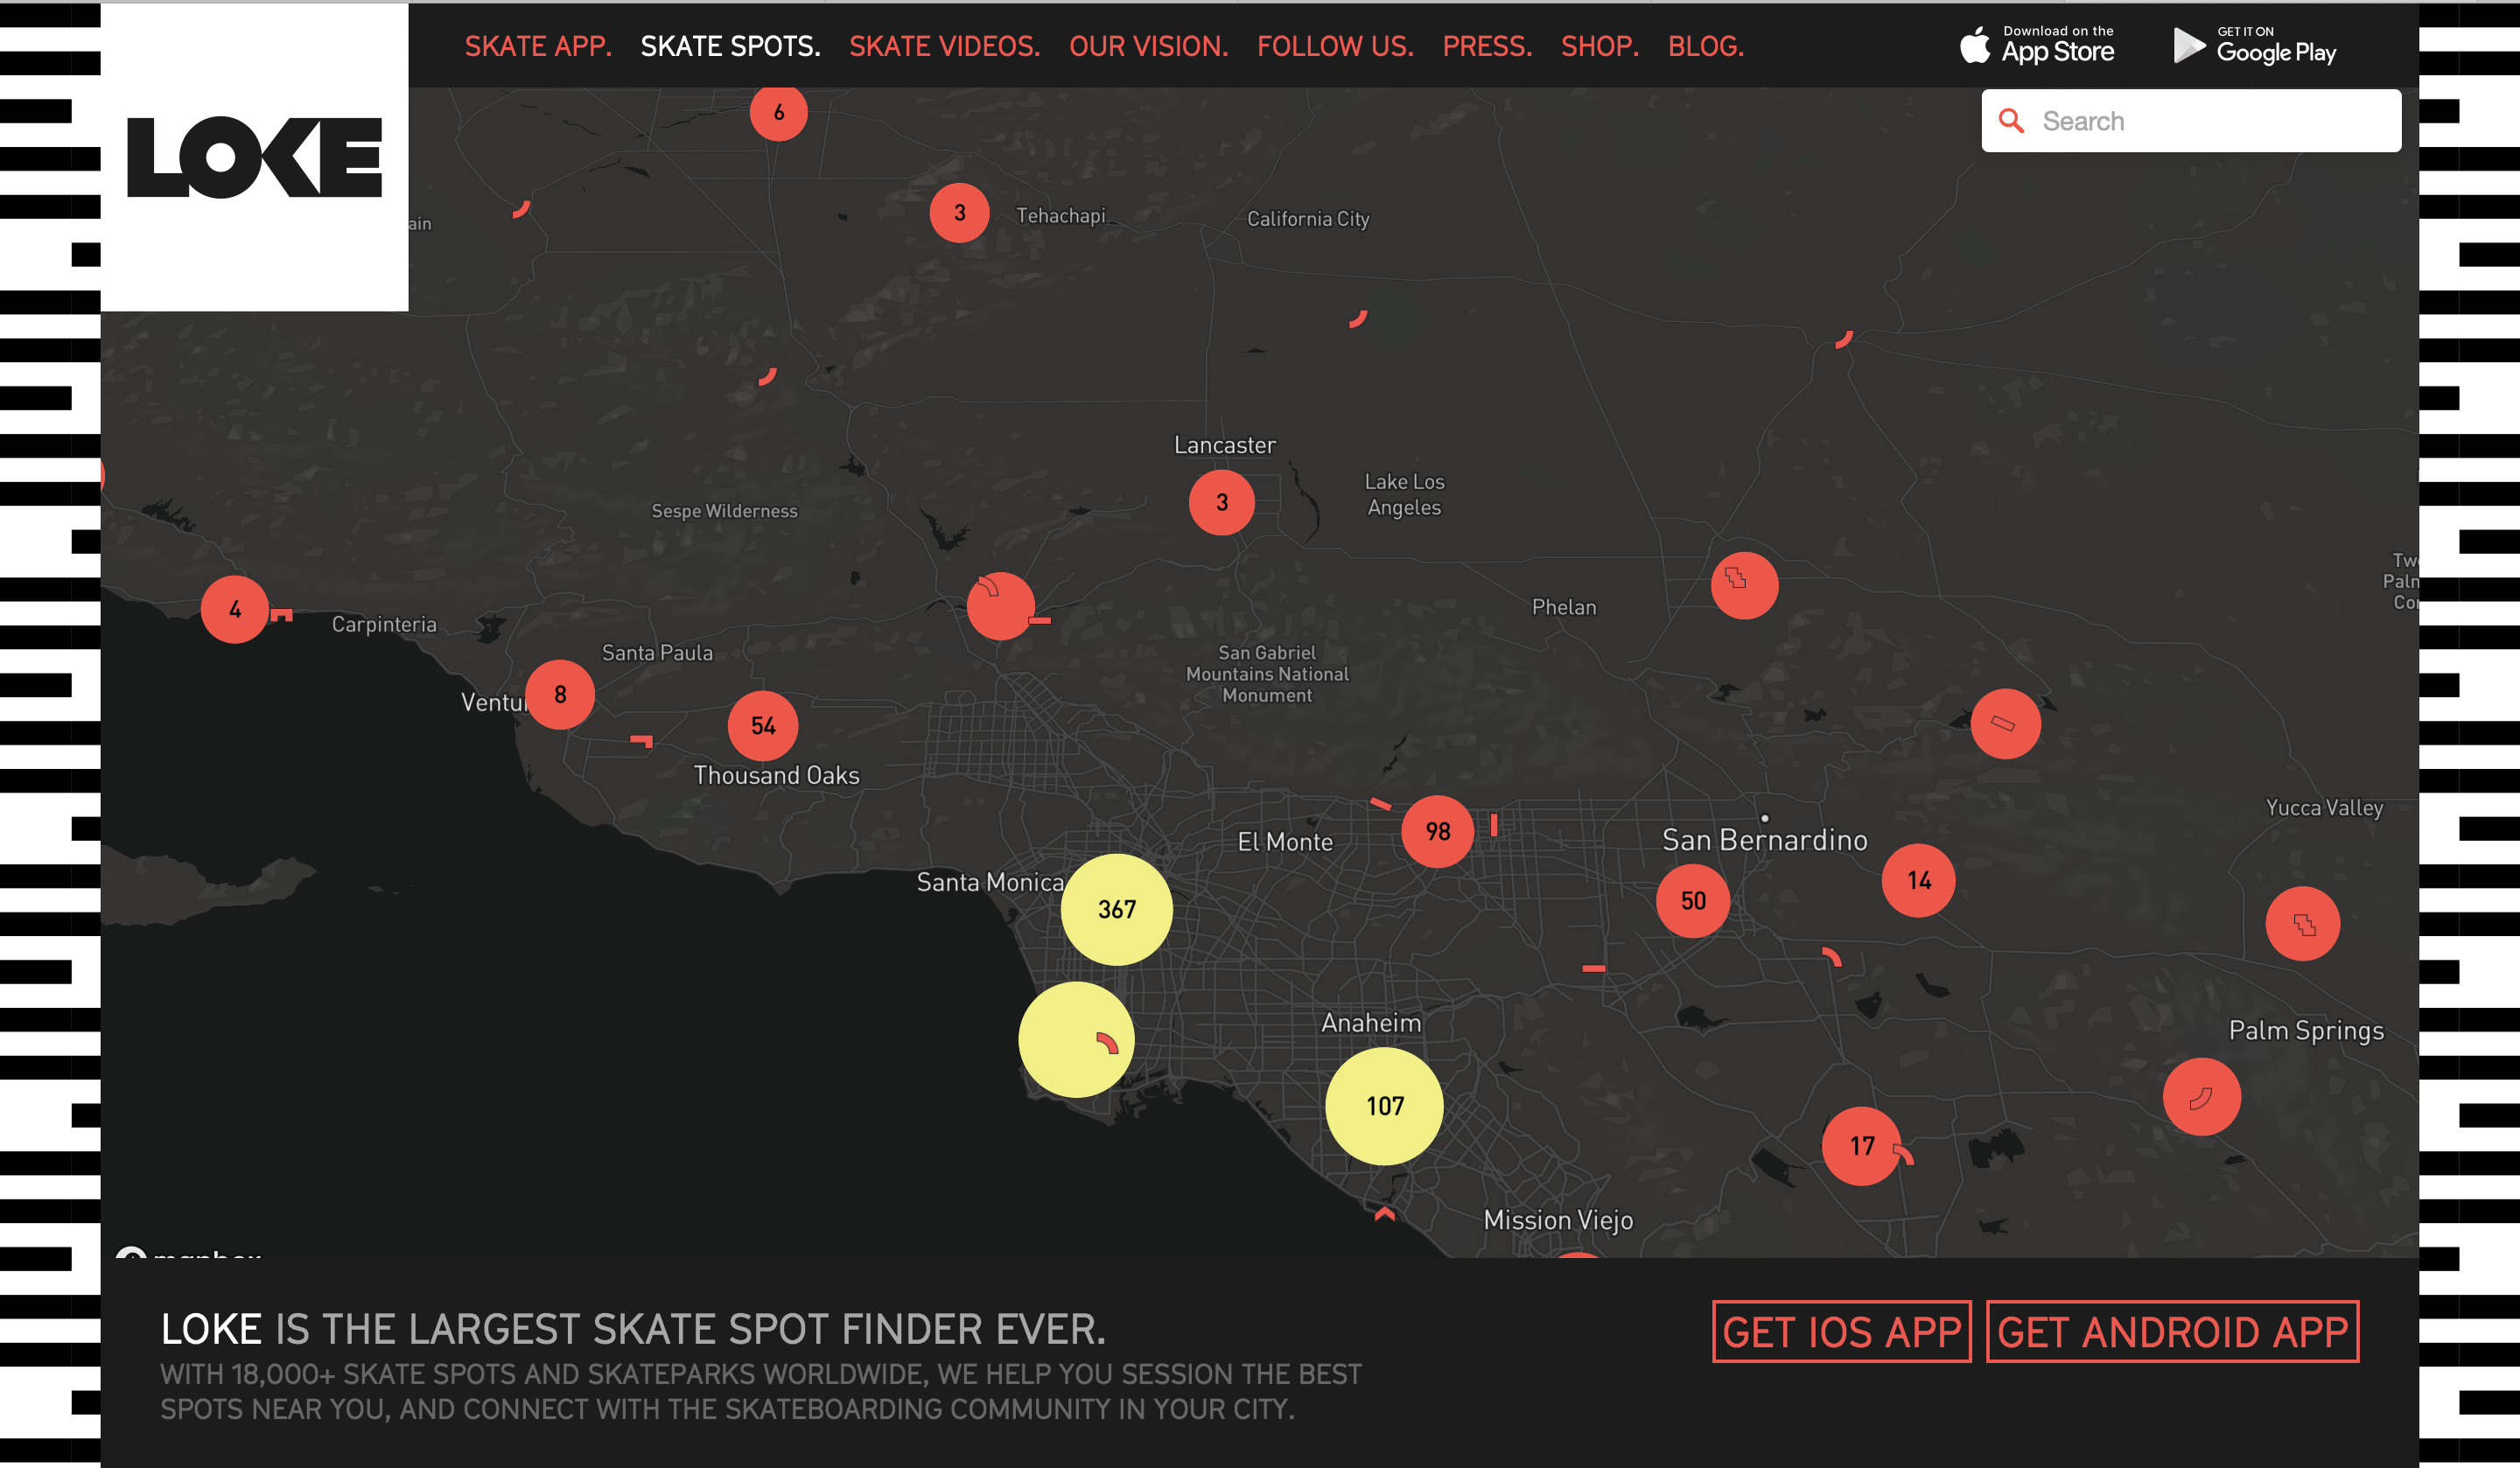 LOKE
SKATE APP. SKATE SPOTS. SKATE VIDEOS. OUR VISION. FOLLOW US. PRESS. SHOP. BLOG.
Download on the
App Store
GET IT ON
Google Play
Search
6
3
Tehachapi
California City
ain
Lancaster
3
Lake Los
Angeles
Sespe Wilderness
4
Carpinteria
Santa Paula
Phelan
San Gabriel
Mountains National
Monument
Ventu
8
54
Thousand Oaks
Yucca Valley
El Monte
98
San Bernardino
Santa Monica
367
50
14
Anaheim
107
Palm Springs
17
Mission Viejo
LOKE IS THE LARGEST SKATE SPOT FINDER EVER.
WITH 18,000+ SKATE SPOTS AND SKATEPARKS WORLDWIDE, WE HELP YOU SESSION THE BEST
SPOTS NEAR YOU, AND CONNECT WITH THE SKATEBOARDING COMMUNITY IN YOUR CITY.
GET IOS APP
GET ANDROID APP